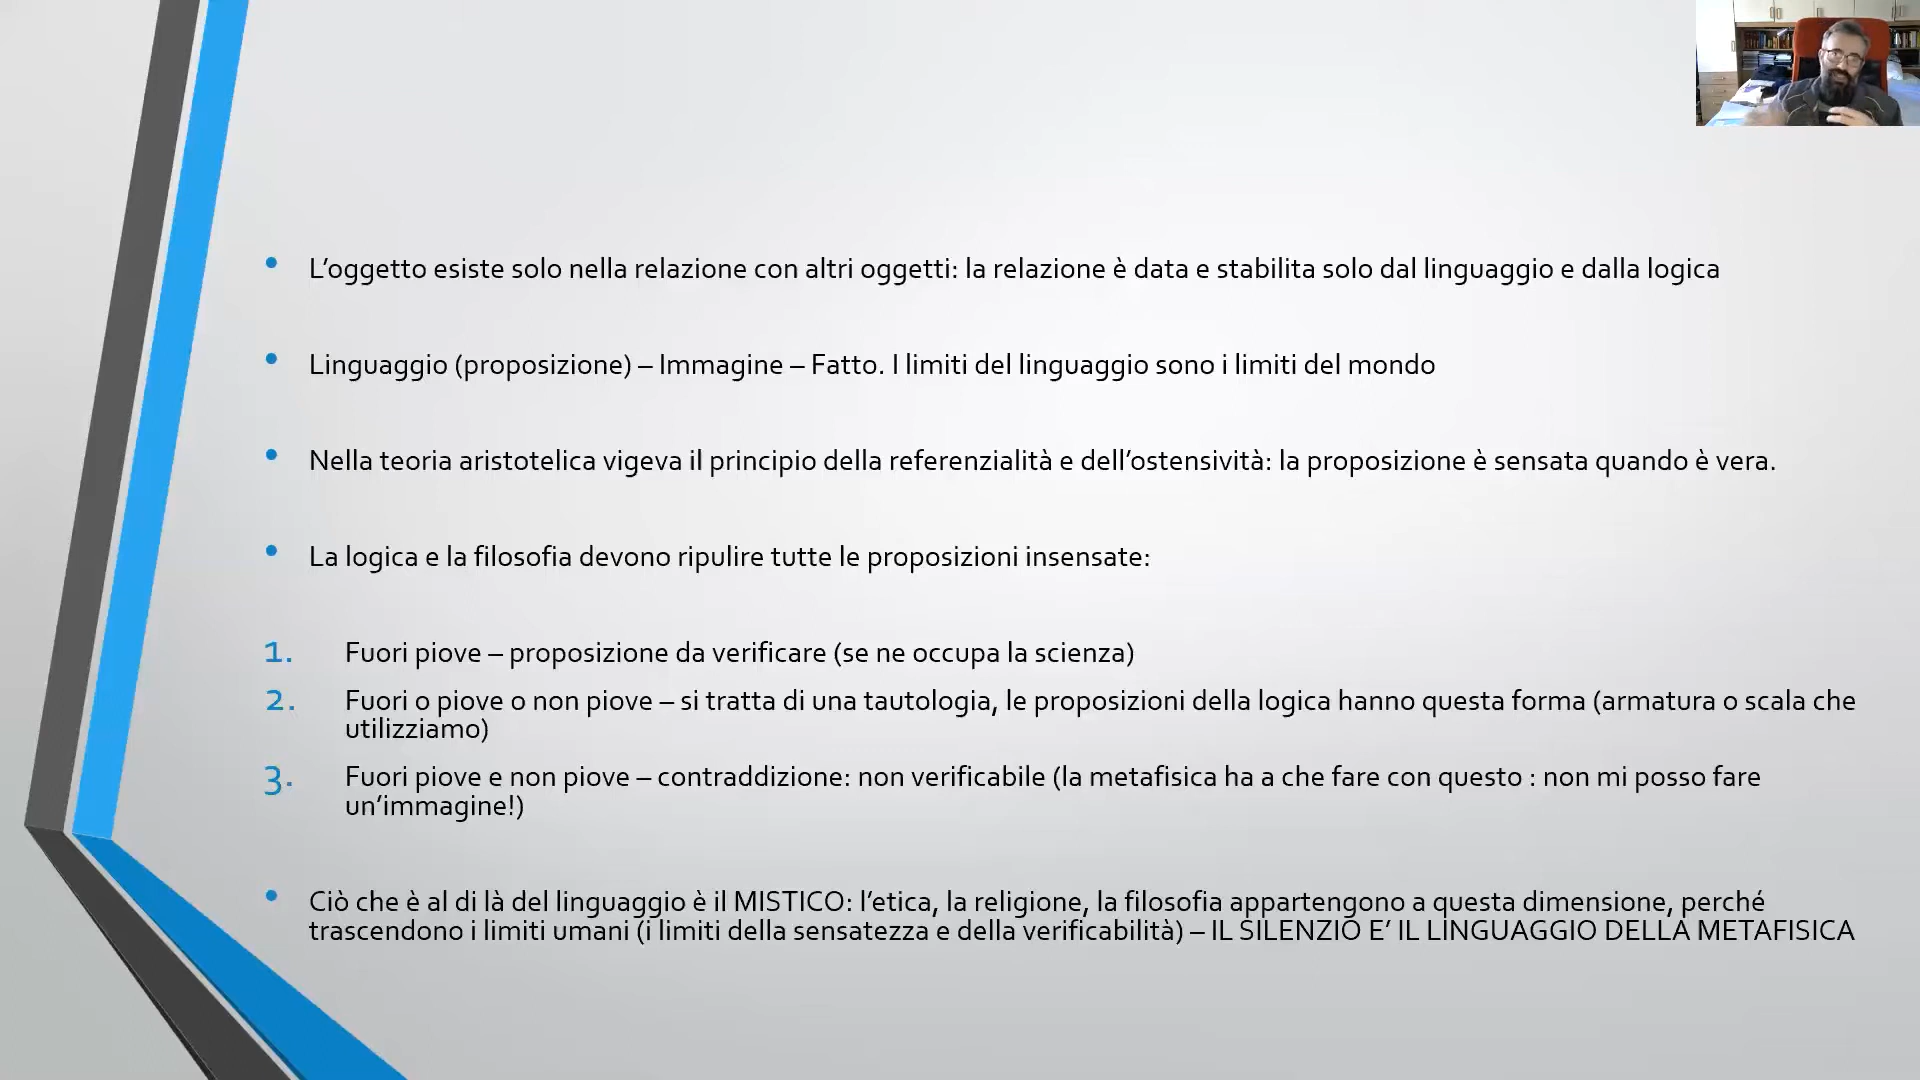 L’oggetto esiste solo nella relazione con altri oggetti: la relazione è data e stabilita solo dal linguaggio e dalla logica
Linguaggio (proposizione) – Immagine – Fatto. I limiti del linguaggio sono i limiti del mondo
Nella teoria aristotelica vigeva il principio della referenzialità e dell’ostensività: la proposizione è sensata quando è vera.
La logica e la filosofia devono ripulire tutte le proposizioni insensate:
1. Fuori piove – proposizione da verificare (se ne occupa la scienza)
2. Fuori o piove o non piove – si tratta di una tautologia, le proposizioni della logica hanno questa forma (armatura o scala che
utilizziamo)
3. Fuori piove e non piove – contraddizione: non verificabile (la metafisica ha a che fare con questo : non mi posso fare
un’immagine!)
Ciò che è al di là del linguaggio è il MISTICO: l’etica, la religione, la filosofia appartengono a questa dimensione, perché
trascendono i limiti umani (i limiti della sensatezza e della verificabilità) – IL SILENZIO E’ IL LINGUAGGIO DELLA METAFISICA